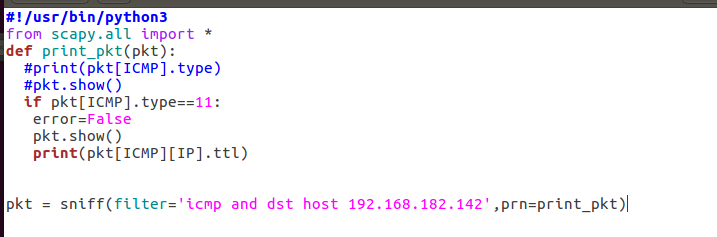 #!/usr/bin/python3
from scapy.all import *
def print_pkt(pkt):
  #print(pkt[ICMP].type)
  #pkt.show()
  if pkt[ICMP].type==11:
   error=False
   pkt.show()
   print(pkt[ICMP][IP].ttl)
pkt = sniff(filter='icmp and dst host 192.168.182.142',prn=print_pkt)